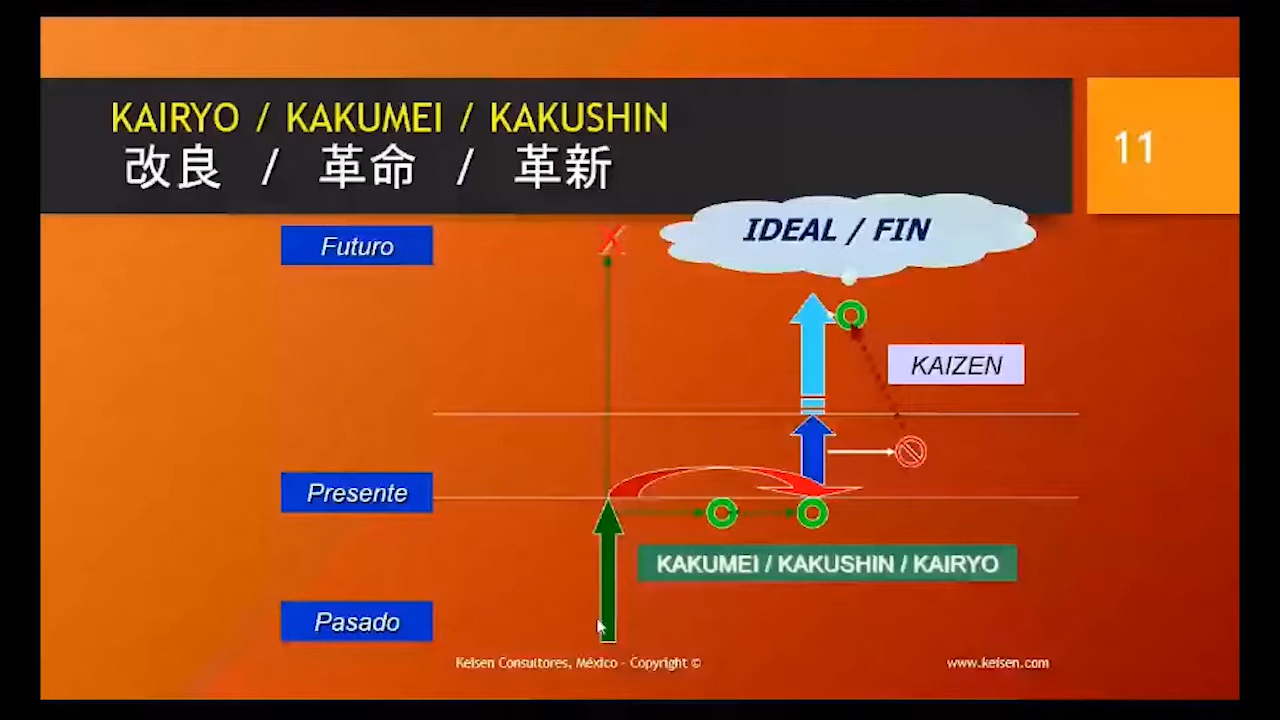 KAIRYO / KAKUMEI / KAKUSHIN
改良 / 革命 / 革新
11
IDEAL / FIN
Futuro
X
KAIZEN
Presente
KAKUMEI / KAKUSHIN / KAIRYO
Pasado
Keisen Consultores, México - Copyright ©
www.keisen.com